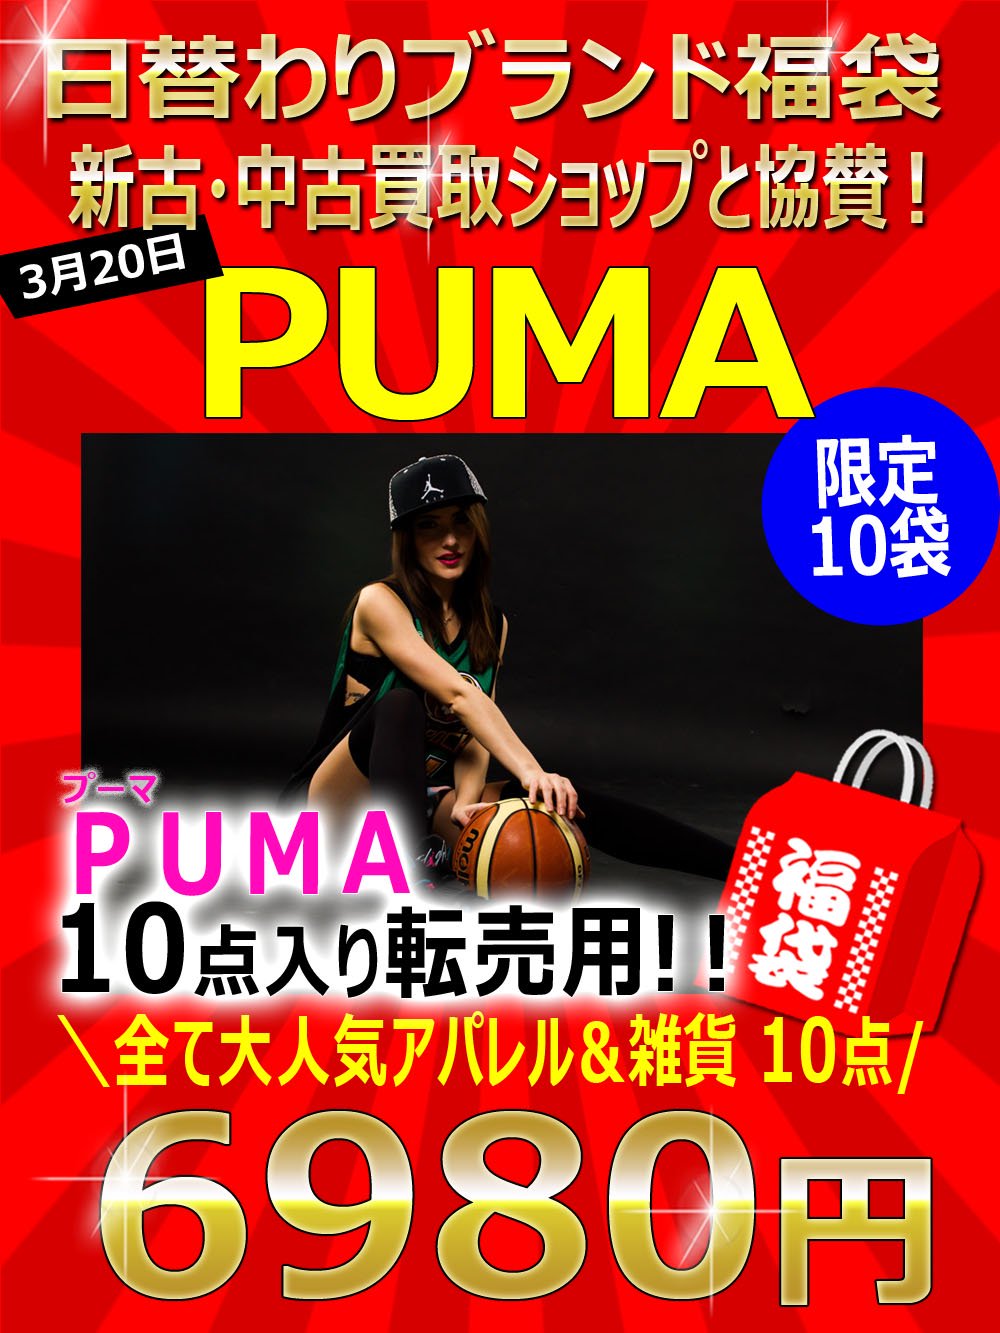 日替わりブランド福袋
新古・中古買取ショップと協賛！
3月20日
PUMA
限定
10袋
プーマ
PUMA
10点入り転売用！！
福袋
\全て大人気アパレル＆雑貨 10点/
6980円
molten